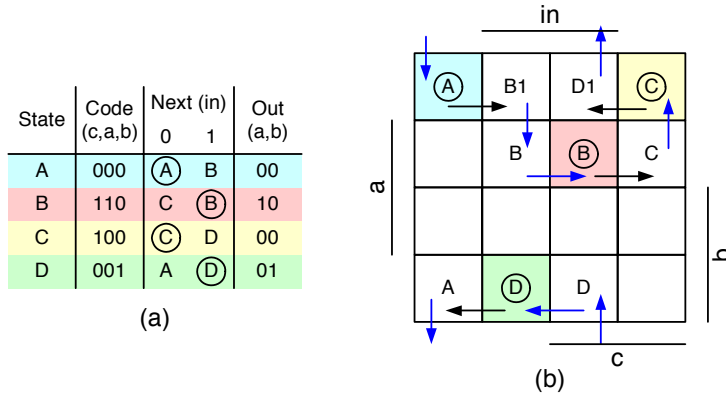 State Code (c,a,b) Next (in) 0 1 Out (a,b)
A 000 A B 00
B 110 C B 10
C 100 C D 00
D 001 A D 01
(a)
in
A B1 D1 C
B B C
a
b
A D D
c
(b)